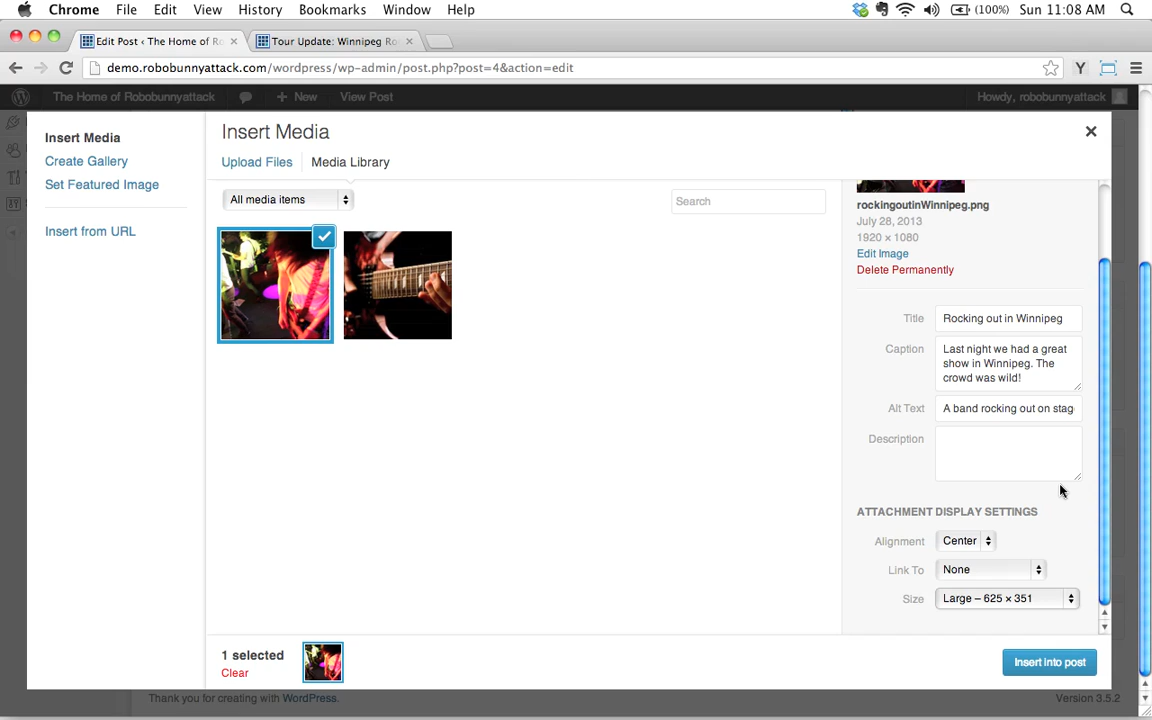 Chrome File Edit View History Bookmarks Window Help (100%) Sun 11:08 AM
Edit Post ‹ The Home of Ro × Tour Update: Winnipeg Ro ×
demo.robobunnyattack.com/wordpress/wp-admin/post.php?post=4&action=edit
The Home of Robobunnyattack + New View Post Howdy, robobunnyattack
Insert Media
Create Gallery
Set Featured Image
Insert from URL
Insert Media
Upload Files Media Library
All media items Search
rockingoutinWinnipeg.png
July 28, 2013
1920 × 1080
Edit Image
Delete Permanently
Title Rocking out in Winnipeg
Caption Last night we had a great
show in Winnipeg. The
crowd was wild!
Alt Text A band rocking out on stag
Description
ATTACHMENT DISPLAY SETTINGS
Alignment Center
Link To None
Size Large – 625 × 351
1 selected
Clear
Insert into post
Thank you for creating with WordPress. Version 3.5.2